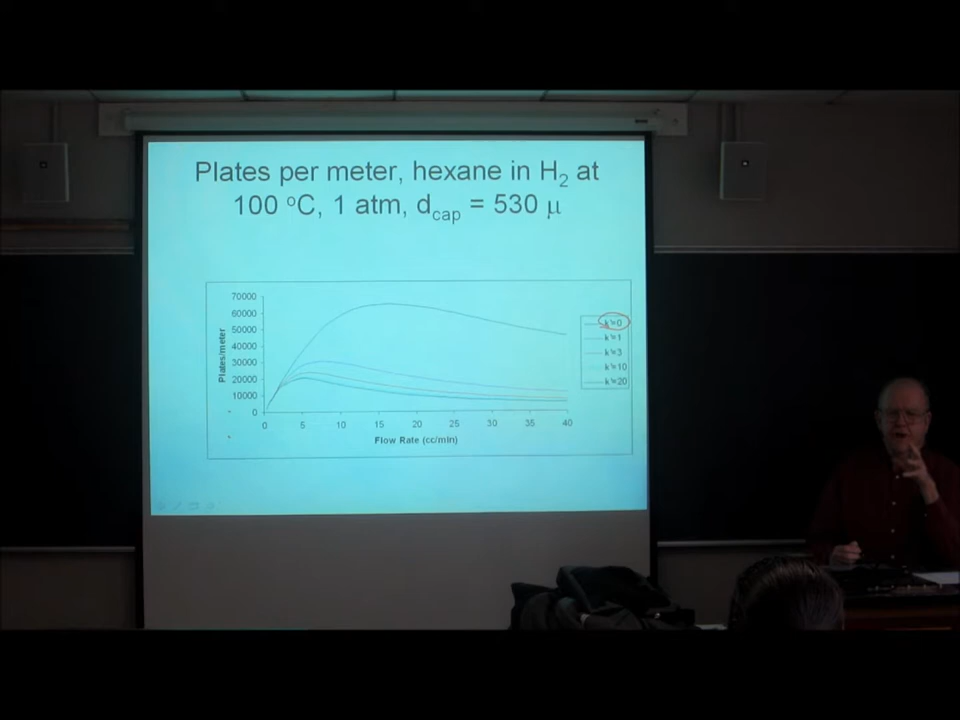 Plates per meter, hexane in H₂ at
100 °C, 1 atm, d_cap = 530 μ
70000
60000
50000
40000
30000
20000
10000
0
Plates/meter
0 5 10 15 20 25 30 35 40
Flow Rate (cc/min)
k'=0
k'=1
k'=3
k'=10
k'=20